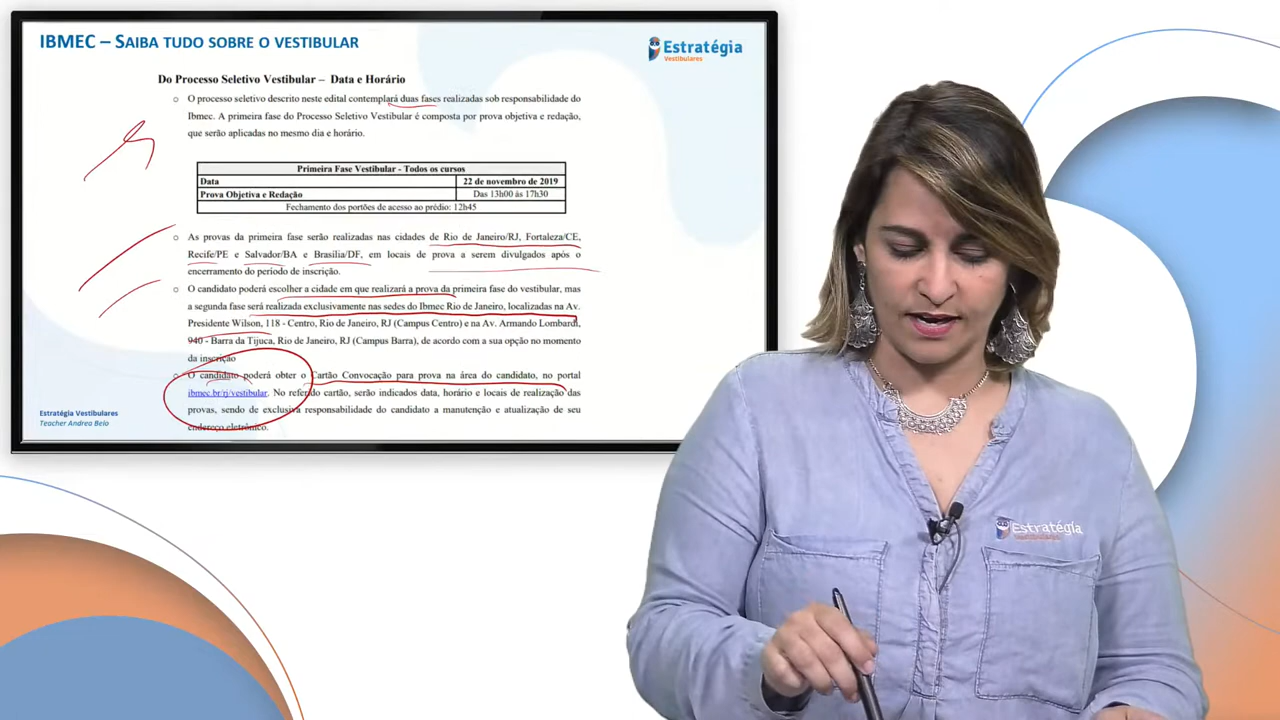 IBMEC – SAIBA TUDO SOBRE O VESTIBULAR
Estratégia
Vestibulares
Do Processo Seletivo Vestibular – Data e Horário
o O processo seletivo descrito neste edital contemplará duas fases realizadas sob responsabilidade do
Ibmec. A primeira fase do Processo Seletivo Vestibular é composta por prova objetiva e redação,
que serão aplicadas no mesmo dia e horário.
Primeira Fase Vestibular - Todos os cursos
Data 22 de novembro de 2019
Prova Objetiva e Redação Das 13h00 às 17h30
Fechamento dos portões de acesso ao prédio: 12h45
o As provas da primeira fase serão realizadas nas cidades de Rio de Janeiro/RJ, Fortaleza/CE,
Recife/PE e Salvador/BA e Brasília/DF, em locais de prova a serem divulgados após o
encerramento do período de inscrição.
o O candidato poderá escolher a cidade em que realizará a prova da primeira fase do vestibular, mas
a segunda fase será realizada exclusivamente nas sedes do Ibmec Rio de Janeiro, localizadas na Av.
Presidente Wilson, 118 - Centro, Rio de Janeiro, RJ (Campus Centro) e na Av. Armando Lombardi,
940 - Barra da Tijuca, Rio de Janeiro, RJ (Campus Barra), de acordo com a sua opção no momento
da inscrição
o O candidato poderá obter o Cartão Convocação para prova na área do candidato, no portal
ibmec.br/rj/vestibular. No referido cartão, serão indicados data, horário e locais de realização das
provas, sendo de exclusiva responsabilidade do candidato a manutenção e atualização de seu
endereço eletrônico.
Estratégia Vestibulares
Teacher Andrea Belo
Estratégia
Vestibulares